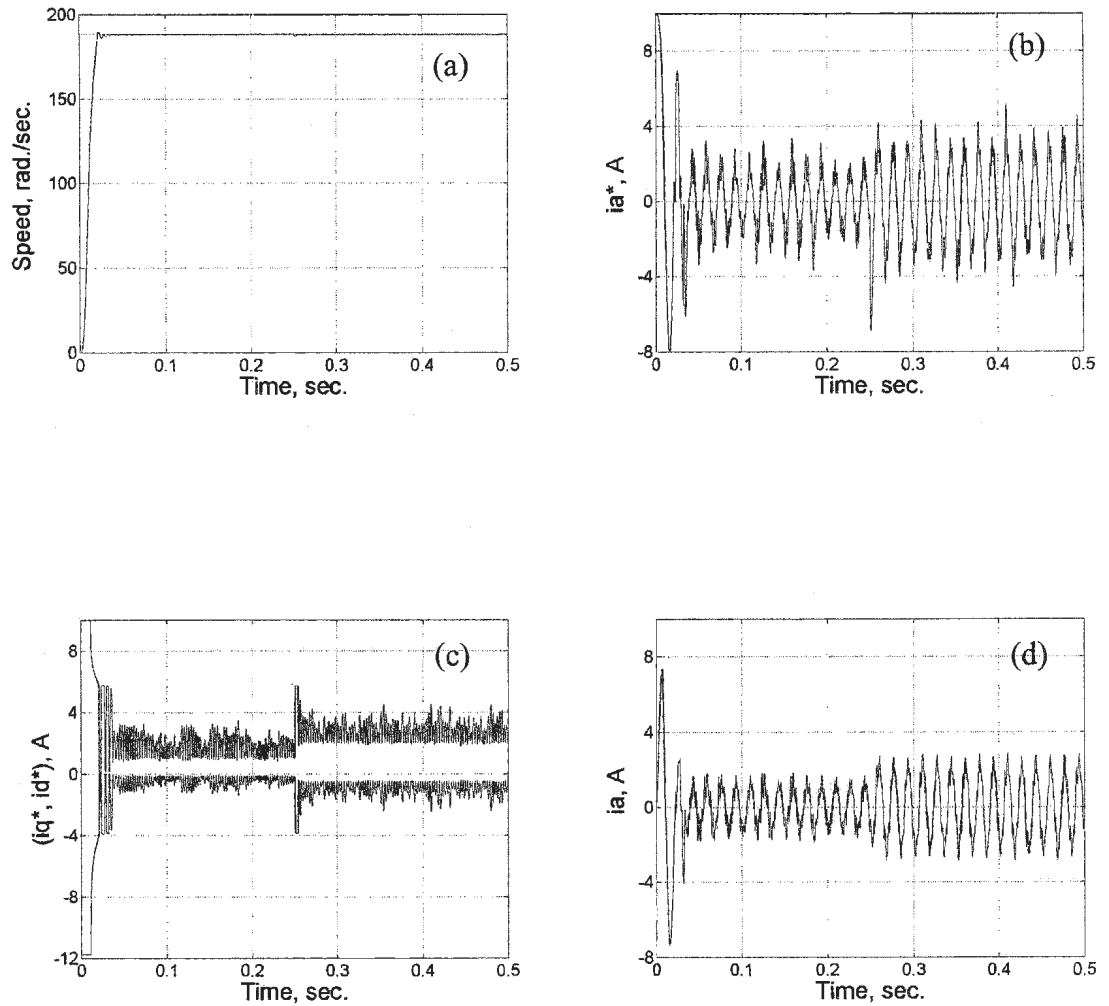 200
150
100
50
0
Speed, rad./sec.
(a)
0 0.1 0.2 0.3 0.4 0.5
Time, sec.
8
4
0
-4
-8
ia*, A
(b)
0 0.1 0.2 0.3 0.4 0.5
Time, sec.
8
4
0
-4
-8
-12
(iq*, id*), A
(c)
0 0.1 0.2 0.3 0.4 0.5
Time, sec.
8
4
0
-4
-8
ia, A
(d)
0 0.1 0.2 0.3 0.4 0.5
Time, sec.